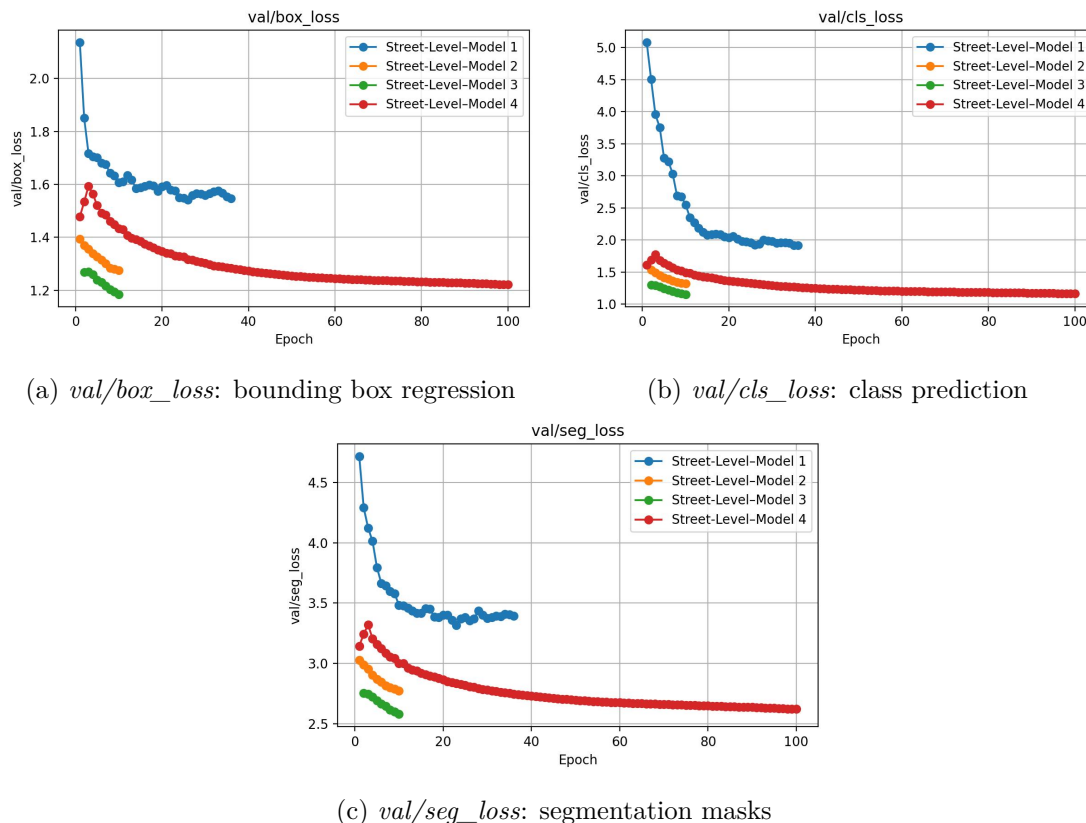 val/box_loss
val/box_loss
2.0
1.8
1.6
1.4
1.2
0
20
40
60
80
100
Epoch
Street-Level–Model 1
Street-Level–Model 2
Street-Level–Model 3
Street-Level–Model 4
val/cls_loss
val/cls_loss
5.0
4.5
4.0
3.5
3.0
2.5
2.0
1.5
1.0
0
20
40
60
80
100
Epoch
Street-Level–Model 1
Street-Level–Model 2
Street-Level–Model 3
Street-Level–Model 4
(a) val/box_loss: bounding box regression
(b) val/cls_loss: class prediction
val/seg_loss
val/seg_loss
4.5
4.0
3.5
3.0
2.5
0
20
40
60
80
100
Epoch
Street-Level–Model 1
Street-Level–Model 2
Street-Level–Model 3
Street-Level–Model 4
(c) val/seg_loss: segmentation masks